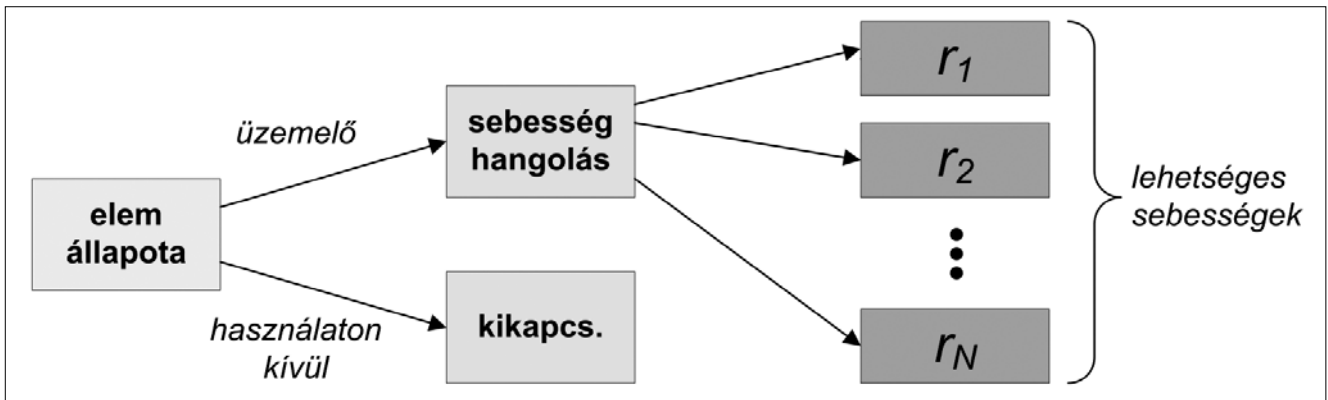 elem
állapota
üzemelő
használaton
kívül
sebesség
hangolás
kikapcs.
r1
r2
rN
lehetséges
sebességek